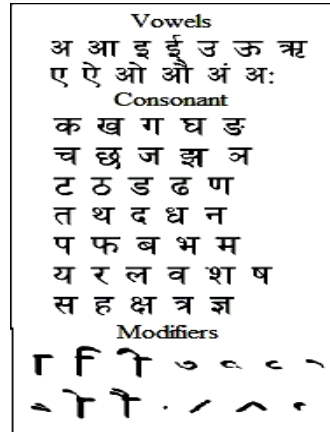 Vowels
अ आ इ ई उ ऊ ऋ
ए ऐ ओ औ अं अः
Consonant
क ख ग घ ङ
च छ ज झ ञ
ट ठ ड ढ ण
त थ द ध न
प फ ब भ म
य र ल व श ष
स ह क्ष त्र ज्ञ
Modifiers